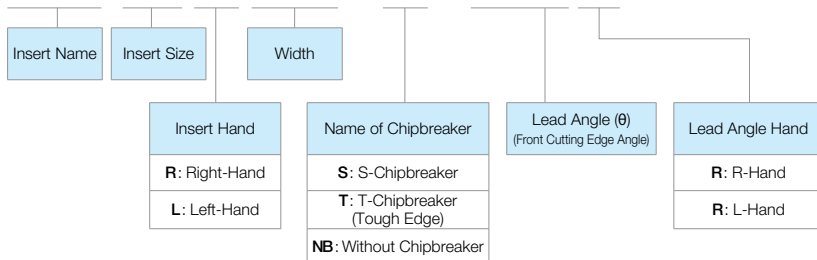 Insert Name
Insert Size
Width
Insert Hand
R: Right-Hand
L: Left-Hand
Name of Chipbreaker
S: S-Chipbreaker
T: T-Chipbreaker
(Tough Edge)
NB: Without Chipbreaker
Lead Angle (θ)
(Front Cutting Edge Angle)
Lead Angle Hand
R: R-Hand
R: L-Hand